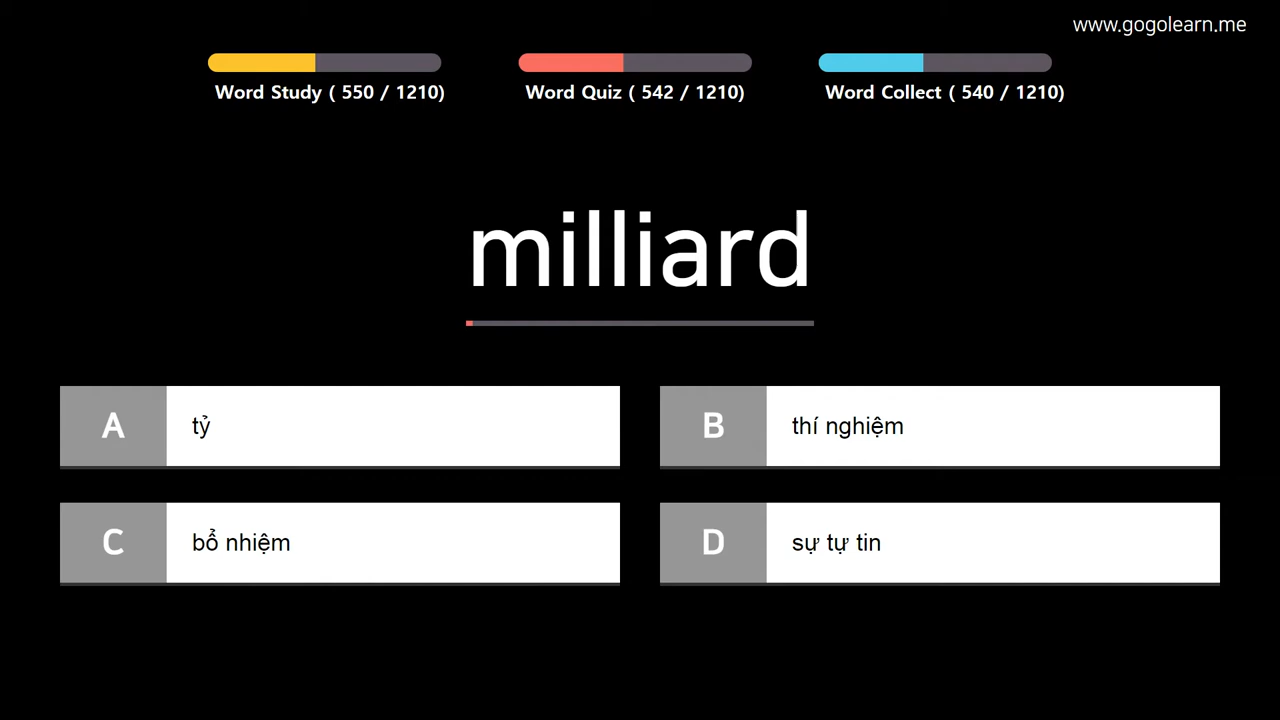 www.gogolearn.me
Word Study ( 550 / 1210)
Word Quiz ( 542 / 1210)
Word Collect ( 540 / 1210)
milliard
A tỷ
B thí nghiệm
C bổ nhiệm
D sự tự tin